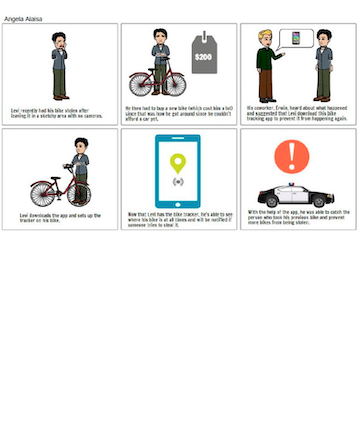 Angela Alaisa
Levi, recently had his bike stolen after
leaving it in a sketchy area with no cameras.
$200
He then had to buy a new bike (which cost him a lot)
since that was how he got around since he couldn't
afford a car yet.
His coworker, Erwin, heard about what happened
and suggested that Levi download this bike
tracking app to prevent it from happening again.
Levi downloads the app and sets up the
tracker on his bike.
Now that Levi has the bike tracker, he's able to see
where his bike is at all times and will be notified if
someone tries to steal it.
With the help of the app, he was able to catch the
person who took his previous bike and prevent
more bikes from being stolen.